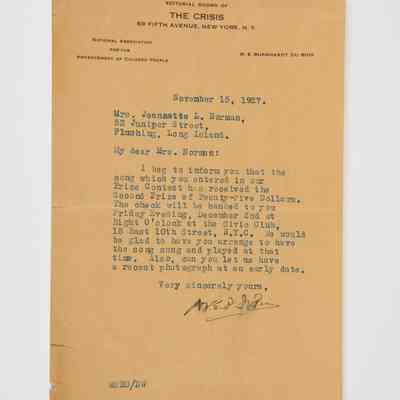 EDITORIAL ROOMS OF
THE CRISIS
69 FIFTH AVENUE, NEW YORK, N. Y.
NATIONAL ASSOCIATION
FOR THE
ADVANCEMENT OF COLORED PEOPLE
W. E. BURGHARDT DU BOIS
November 15, 1927.
Mrs. Jeannette L. Norman,
52 Juniper Street,
Flushing, Long Island.
My dear Mrs. Norman:
I beg to inform you that the
song which you entered in our
Prize Contest has received the
Second Prize of Twenty-five Dollars.
The check will be handed to you
Friday Evening, December 2nd at
Eight O'clock at the Civic Club,
18 East 10th Street, N.Y.C. We would
be glad to have you arrange to have
the song sung and played at that
time. Also, can you let us have
a recent photograph at an early date.
Very sincerely yours,